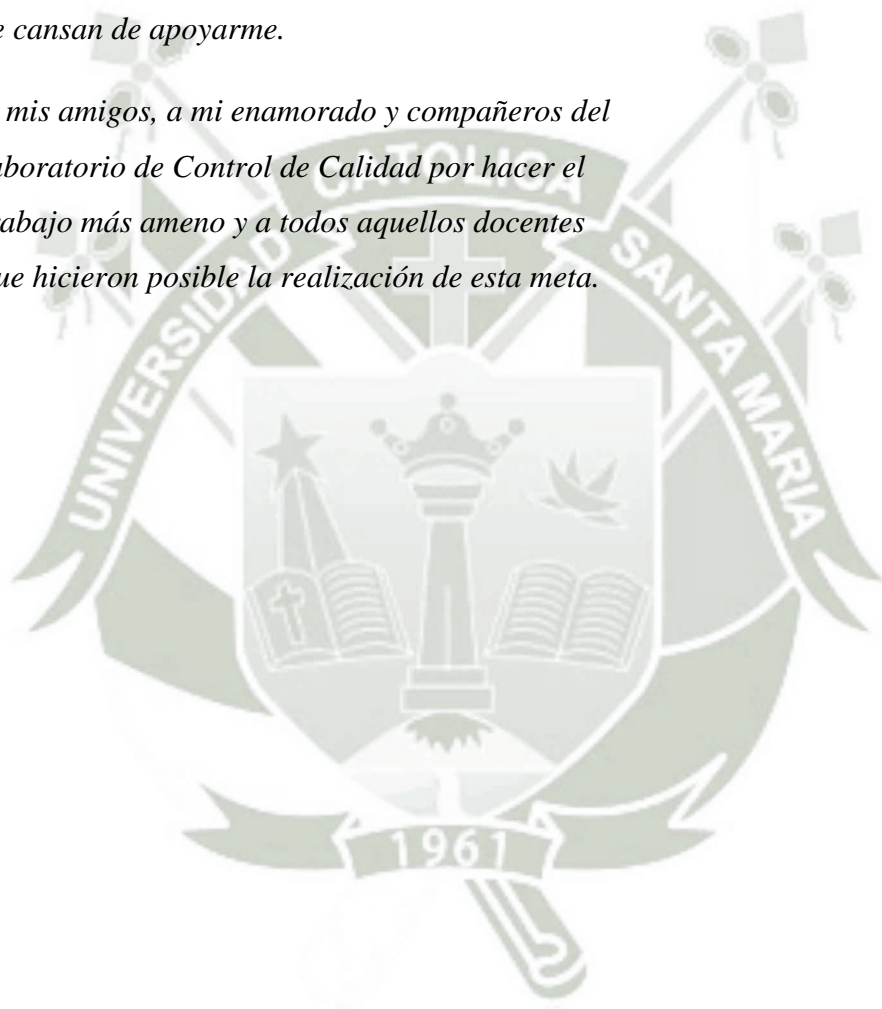 e cansan de apoyarme.
mis amigos, a mi enamorado y compañeros del
aboratorio de Control de Calidad por hacer el
rabajo más ameno y a todos aquellos docentes
ue hicieron posible la realización de esta meta.
UNIVERSIDAD CATOLICA SANTA MARIA
1961